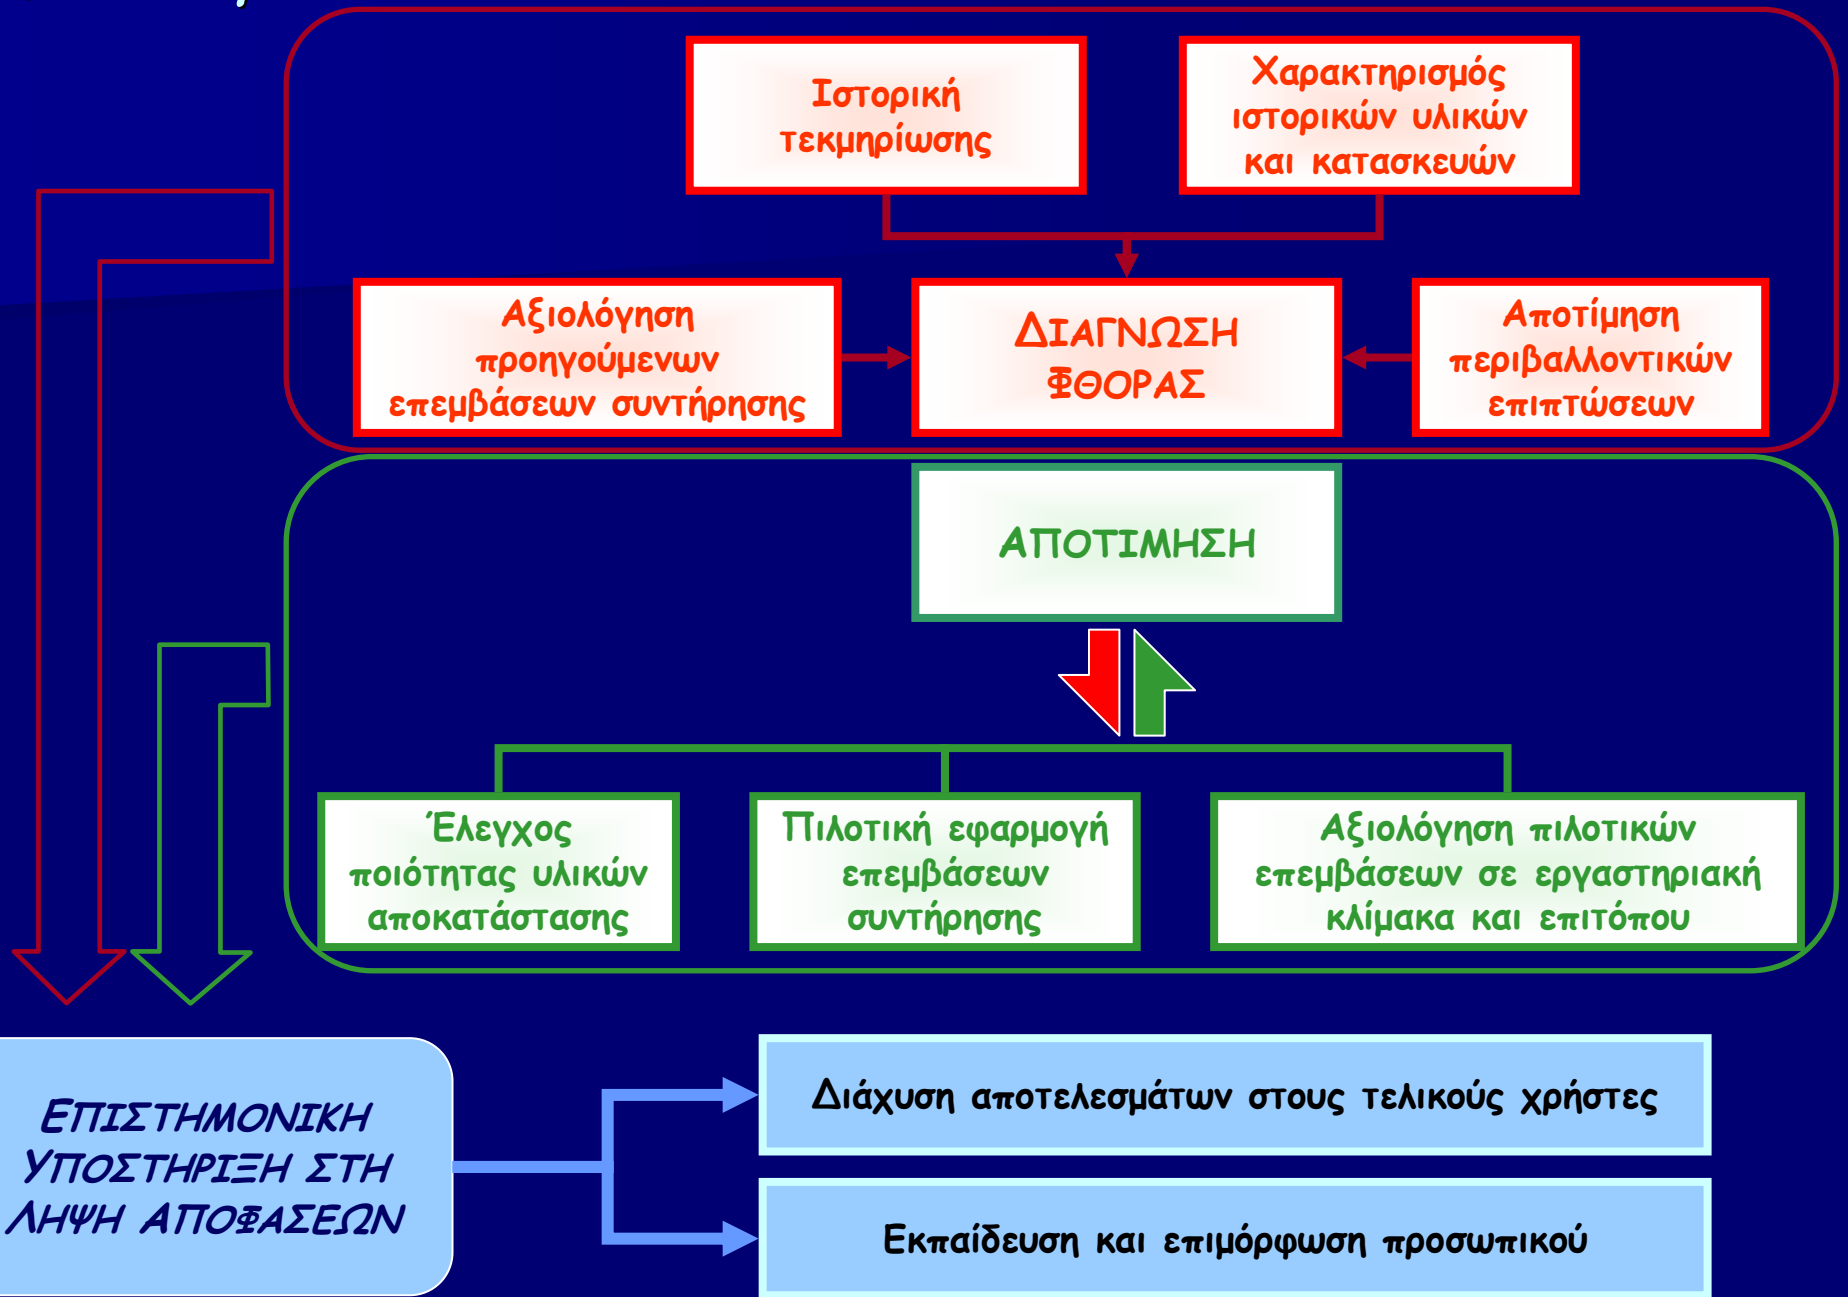 Ιστορική
τεκμηρίωσης
Χαρακτηρισμός
ιστορικών υλικών
και κατασκευών
Αξιολόγηση
προηγούμενων
επεμβάσεων συντήρησης
ΔΙΑΓΝΩΣΗ
ΦΘΟΡΑΣ
Αποτίμηση
περιβαλλοντικών
επιπτώσεων
ΑΠΟΤΙΜΗΣΗ
Έλεγχος
ποιότητας υλικών
αποκατάστασης
Πιλοτική εφαρμογή
επεμβάσεων
συντήρησης
Αξιολόγηση πιλοτικών
επεμβάσεων σε εργαστηριακή
κλίμακα και επιτόπου
ΕΠΙΣΤΗΜΟΝΙΚΗ
ΥΠΟΣΤΗΡΙΞΗ ΣΤΗ
ΛΗΨΗ ΑΠΟΦΑΣΕΩΝ
Διάχυση αποτελεσμάτων στους τελικούς χρήστες
Εκπαίδευση και επιμόρφωση προσωπικού